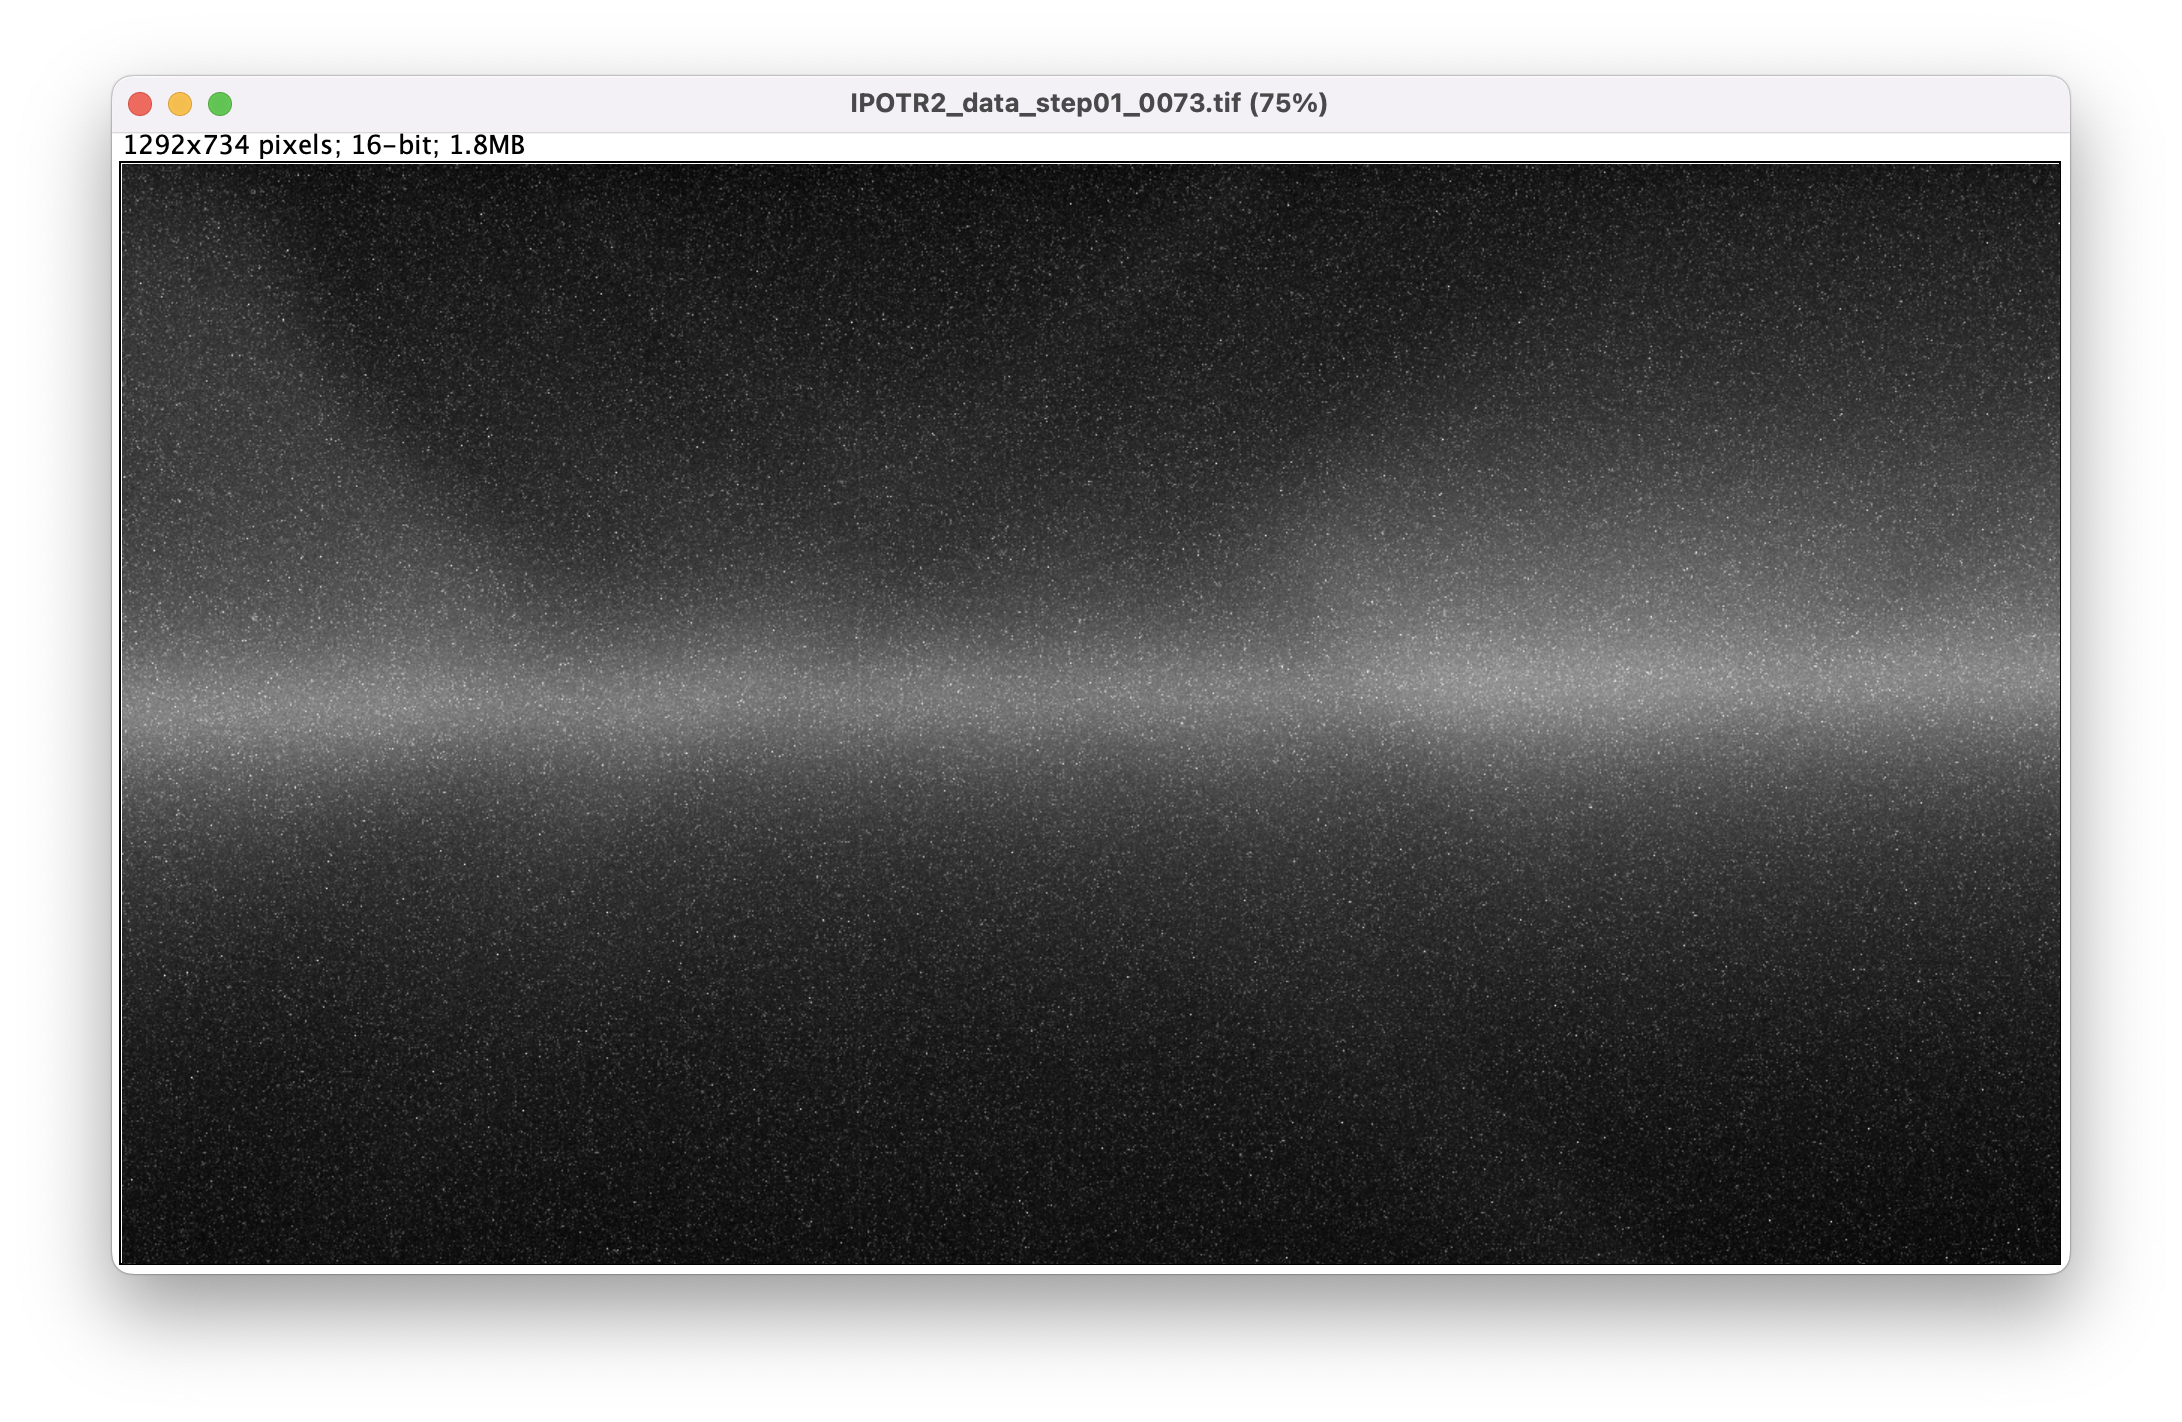 IPOTR2_data_step01_0073.tif (75%)
1292x734 pixels; 16-bit; 1.8MB